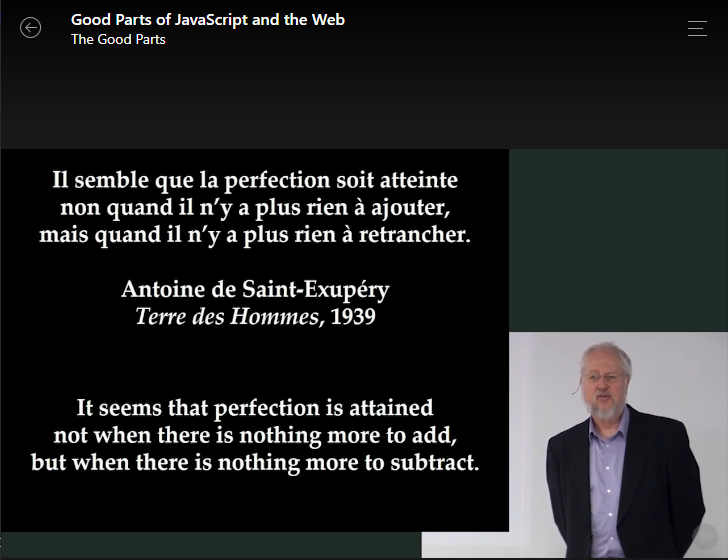 Good Parts of JavaScript and the Web
The Good Parts
Il semble que la perfection soit atteinte
non quand il n’y a plus rien à ajouter,
mais quand il n’y a plus rien à retrancher.
Antoine de Saint-Exupéry
Terre des Hommes, 1939
It seems that perfection is attained
not when there is nothing more to add,
but when there is nothing more to subtract.